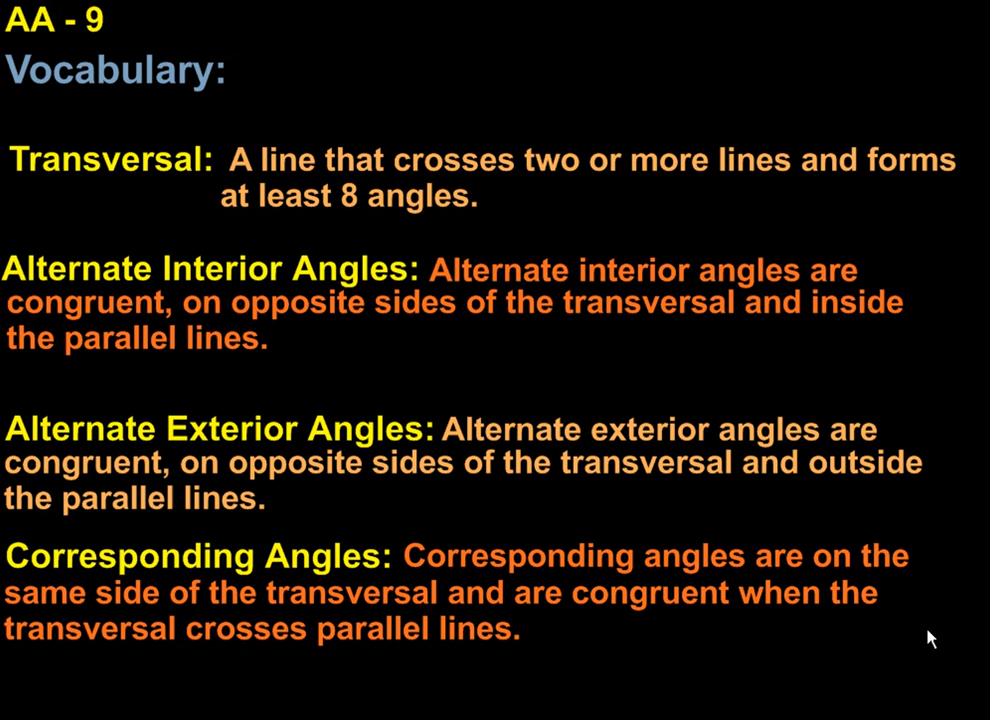 AA - 9
Vocabulary:
Transversal: A line that crosses two or more lines and forms
at least 8 angles.
Alternate Interior Angles: Alternate interior angles are
congruent, on opposite sides of the transversal and inside
the parallel lines.
Alternate Exterior Angles: Alternate exterior angles are
congruent, on opposite sides of the transversal and outside
the parallel lines.
Corresponding Angles: Corresponding angles are on the
same side of the transversal and are congruent when the
transversal crosses parallel lines.